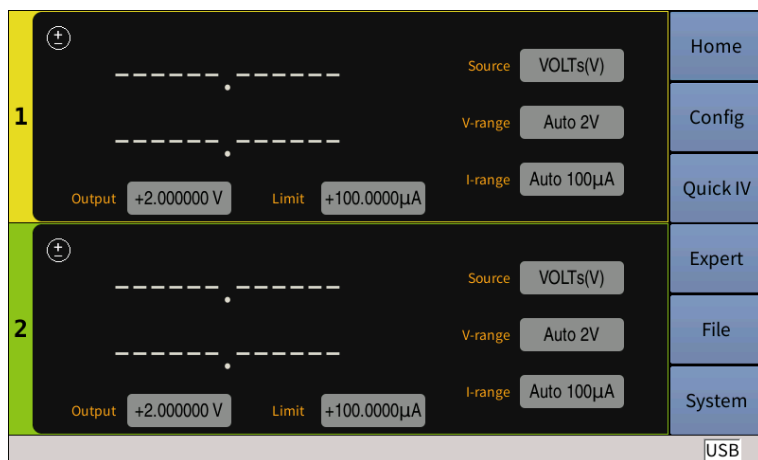 1
Source VOLTs(V)
------.------
V-range Auto 2V
------.------
I-range Auto 100µA
Output +2.000000 V Limit +100.0000µA
2
Source VOLTs(V)
------.------
V-range Auto 2V
------.------
I-range Auto 100µA
Output +2.000000 V Limit +100.0000µA
Home
Config
Quick IV
Expert
File
System
USB